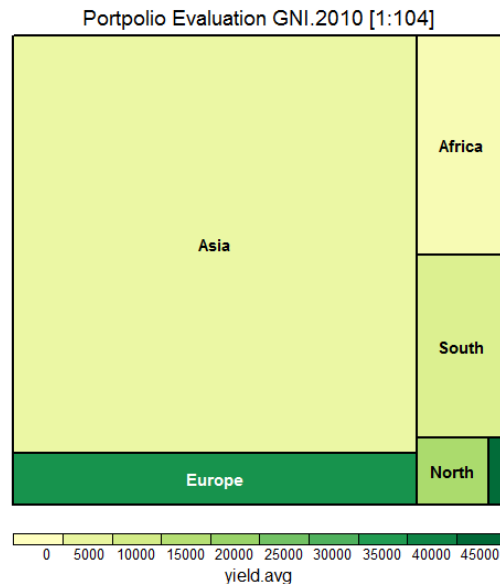 Portpolio Evaluation GNI.2010 [1:104]
Africa
Asia
South
North
Europe
0 5000 10000 15000 20000 25000 30000 35000 40000 45000
yield.avg